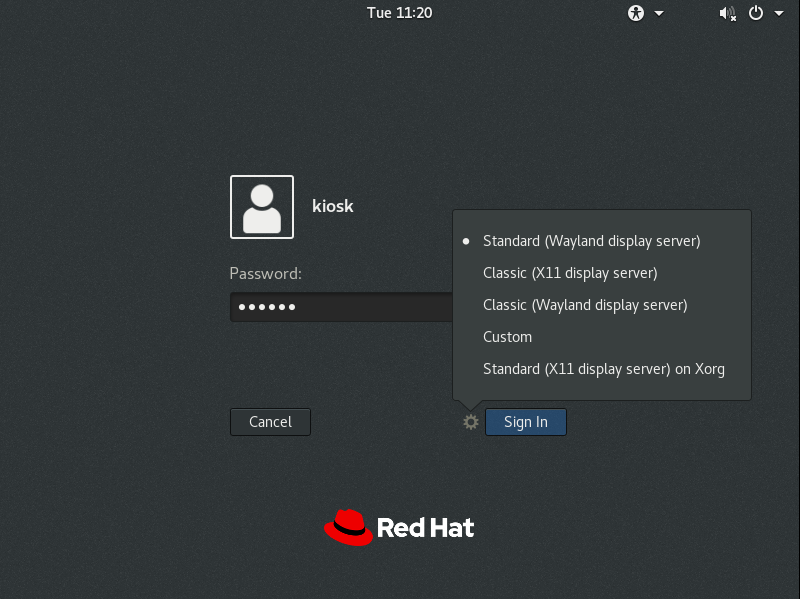 Tue 11:20
kiosk
Password:
Standard (Wayland display server)
Classic (X11 display server)
Classic (Wayland display server)
Custom
Standard (X11 display server) on Xorg
Cancel
Sign In
Red Hat